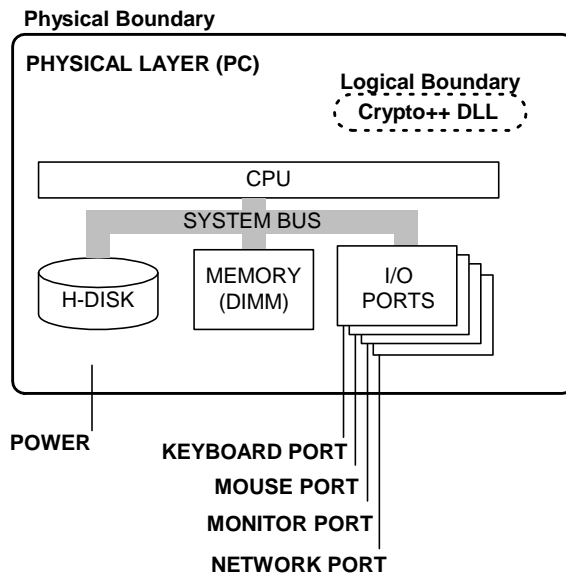 Physical Boundary
PHYSICAL LAYER (PC)
Logical Boundary
Crypto++ DLL
CPU
SYSTEM BUS
H-DISK
MEMORY
(DIMM)
I/O
PORTS
POWER
KEYBOARD PORT
MOUSE PORT
MONITOR PORT
NETWORK PORT